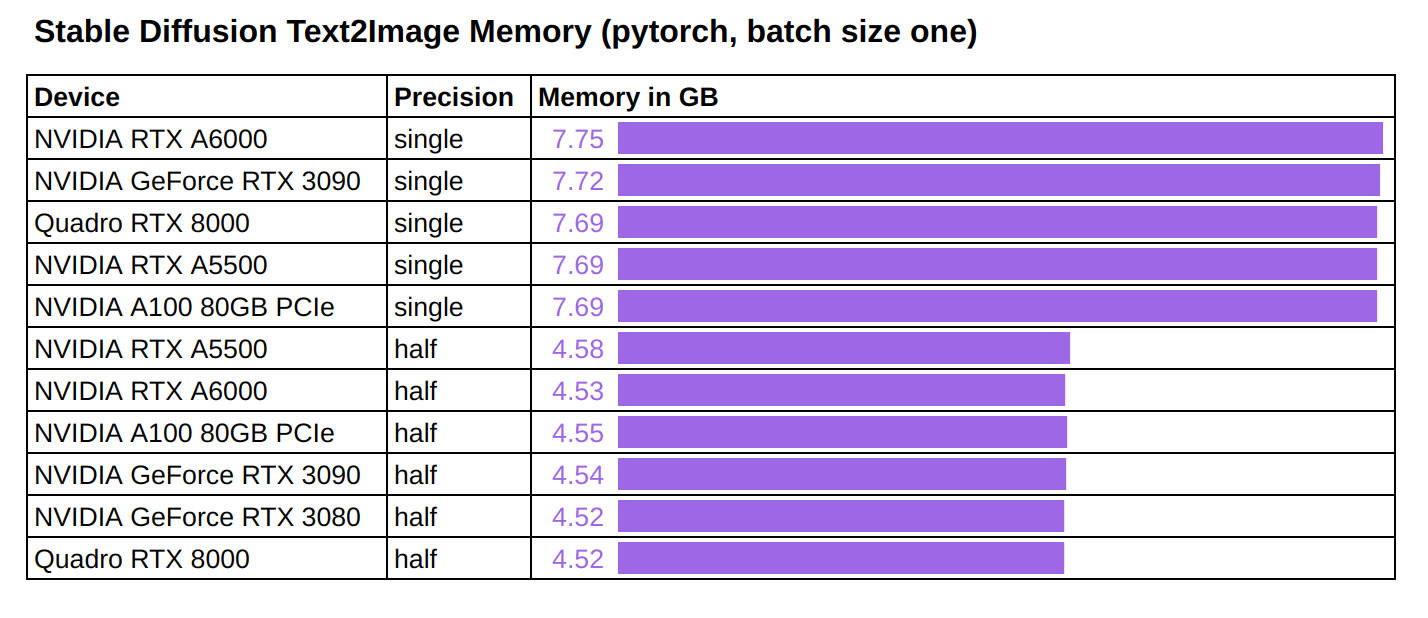 Stable Diffusion Text2Image Memory (pytorch, batch size one)
Device Precision Memory in GB
NVIDIA RTX A6000 single 7.75
NVIDIA GeForce RTX 3090 single 7.72
Quadro RTX 8000 single 7.69
NVIDIA RTX A5500 single 7.69
NVIDIA A100 80GB PCIe single 7.69
NVIDIA RTX A5500 half 4.58
NVIDIA RTX A6000 half 4.53
NVIDIA A100 80GB PCIe half 4.55
NVIDIA GeForce RTX 3090 half 4.54
NVIDIA GeForce RTX 3080 half 4.52
Quadro RTX 8000 half 4.52